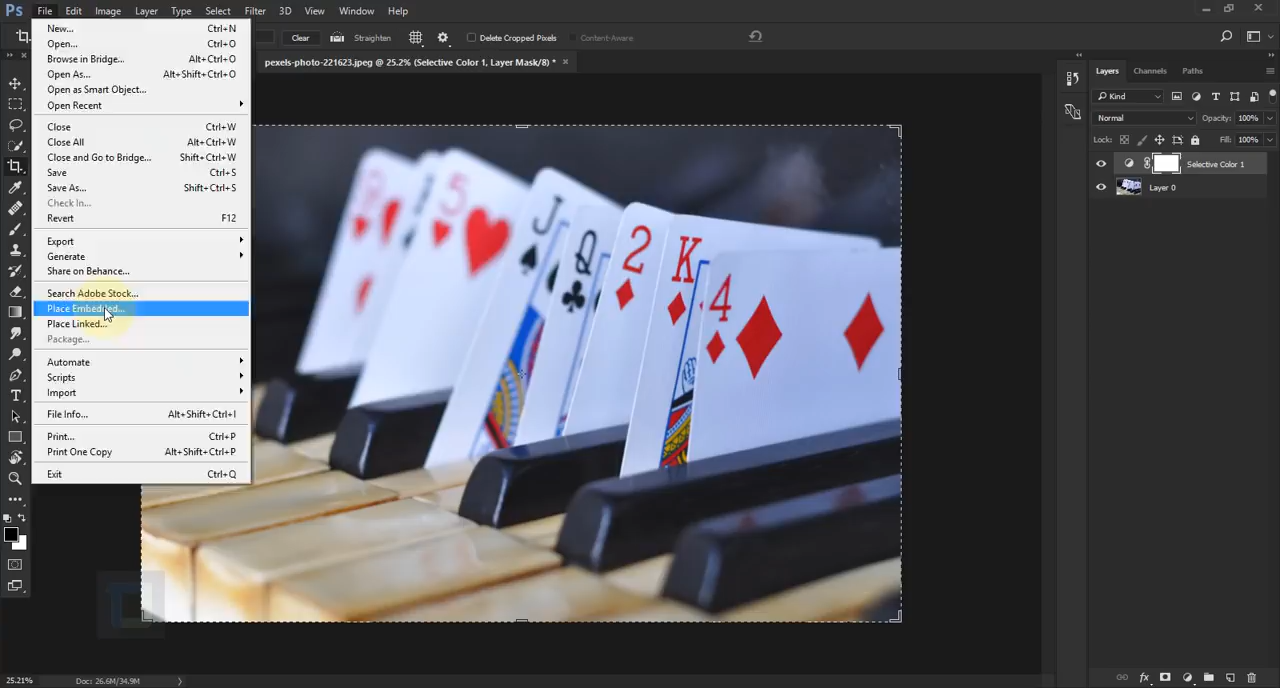 Ps File Edit Image Layer Type Select Filter 3D View Window Help
Clear Straighten Delete Cropped Pixels Content-Aware
pexels-photo-221623.jpeg @ 25.2% (Selective Color 1, Layer Mask/8) *
New... Ctrl+N
Open... Ctrl+O
Browse in Bridge... Alt+Ctrl+O
Open As... Alt+Shift+Ctrl+O
Open as Smart Object...
Open Recent
Close Ctrl+W
Close All Alt+Ctrl+W
Close and Go to Bridge... Shift+Ctrl+W
Save Ctrl+S
Save As... Shift+Ctrl+S
Check In...
Revert F12
Export
Generate
Share on Behance...
Search Adobe Stock...
Place Embedded...
Place Linked...
Package...
Automate
Scripts
Import
File Info... Alt+Shift+Ctrl+I
Print... Ctrl+P
Print One Copy Alt+Shift+Ctrl+P
Exit Ctrl+Q
5
J
Q
2
K
4
Layers Channels Paths
Kind
Normal Opacity: 100%
Lock: Fill: 100%
Selective Color 1
Layer 0
25.21% Doc: 26.6M/34.9M